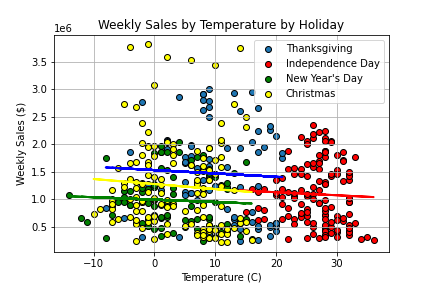 Weekly Sales by Temperature by Holiday
1e6
Thanksgiving
Independence Day
New Year's Day
Christmas
3.5
3.0
2.5
2.0
1.5
1.0
0.5
Weekly Sales ($)
−10 0 10 20 30
Temperature (C)